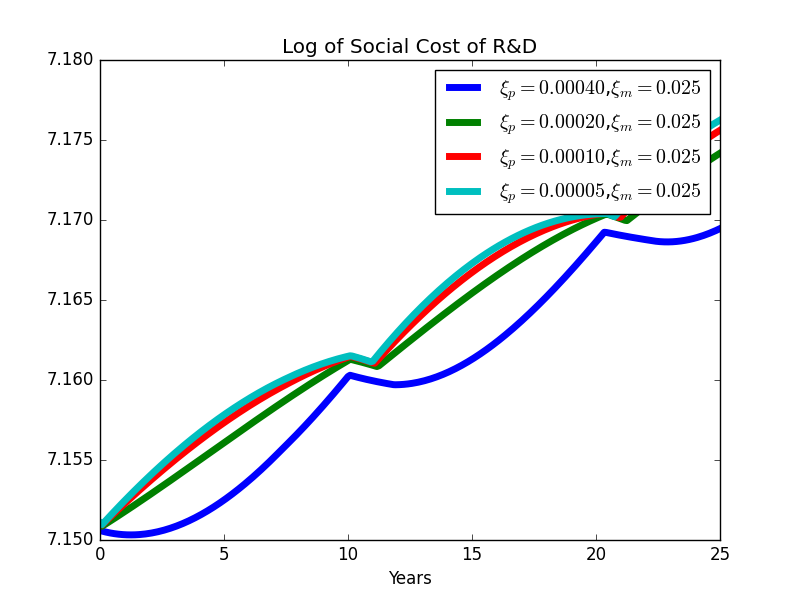 Log of Social Cost of R&D
7.180
7.175
7.170
7.165
7.160
7.155
7.150
ξp = 0.00040,ξm = 0.025
ξp = 0.00020,ξm = 0.025
ξp = 0.00010,ξm = 0.025
ξp = 0.00005,ξm = 0.025
0 5 10 15 20 25
Years